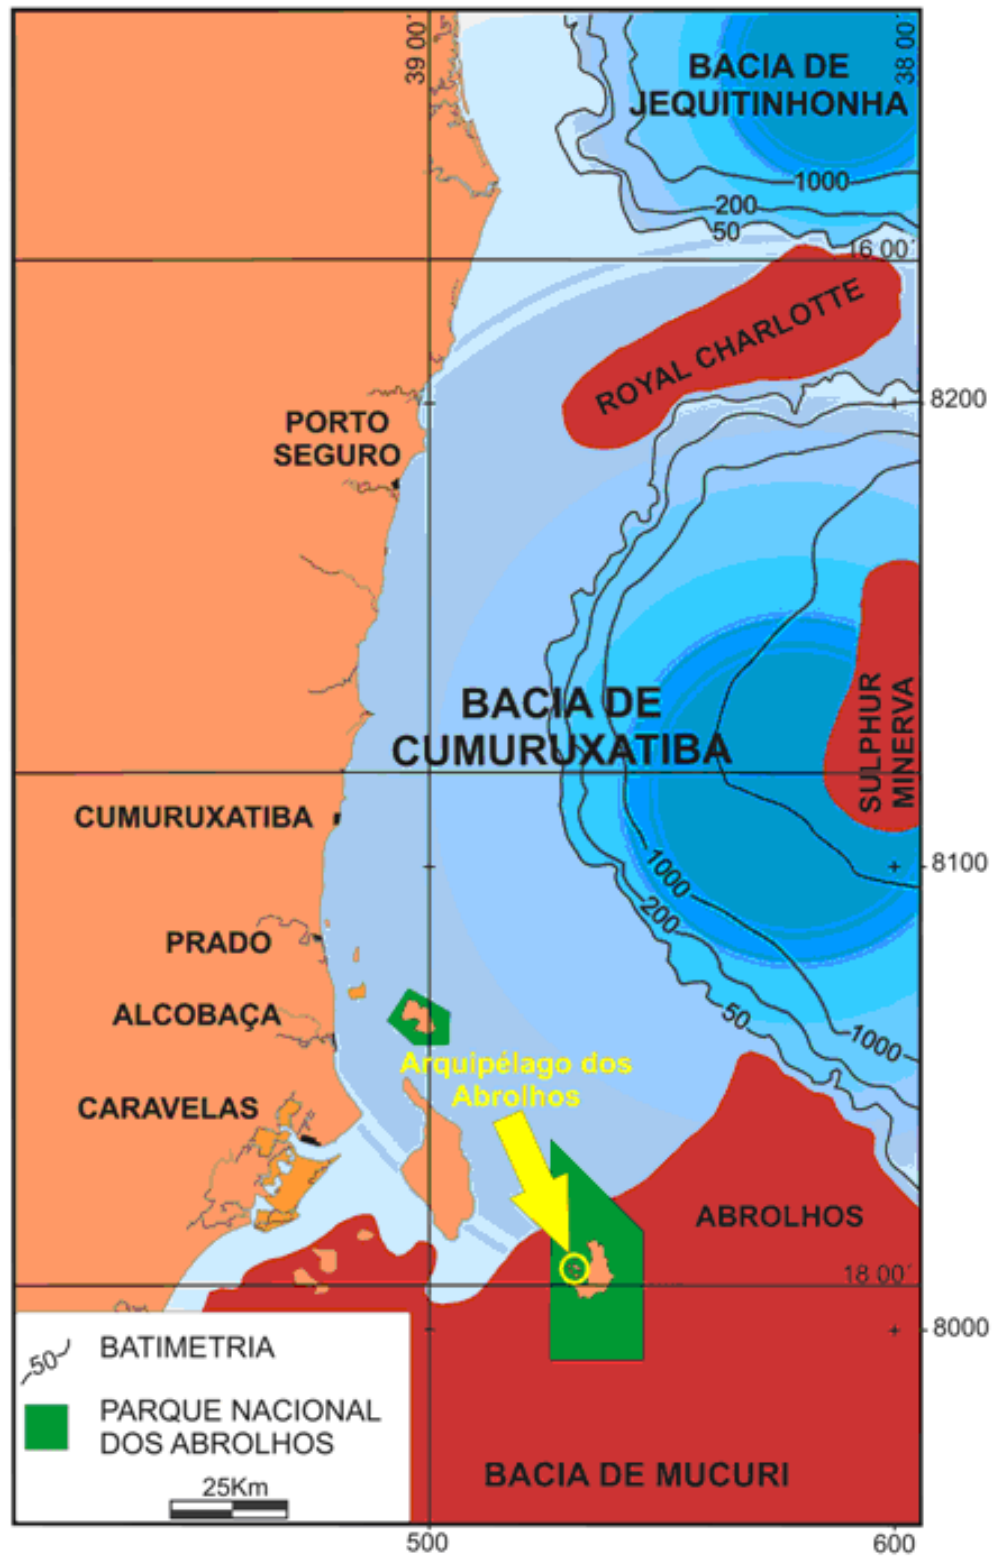 39 00´
38 00´
BACIA DE
JEQUITINHONHA
1000
200
50
16 00´
ROYAL CHARLOTTE
8200
PORTO
SEGURO
BACIA DE
CUMURUXATIBA
SULPHUR
MINERVA
CUMURUXATIBA
8100
1000
200
PRADO
ALCOBAÇA
50
1000
Arquipélago dos
Abrolhos
CARAVELAS
ABROLHOS
18 00´
8000
50
BATIMETRIA
PARQUE NACIONAL
DOS ABROLHOS
25Km
BACIA DE MUCURI
500
600